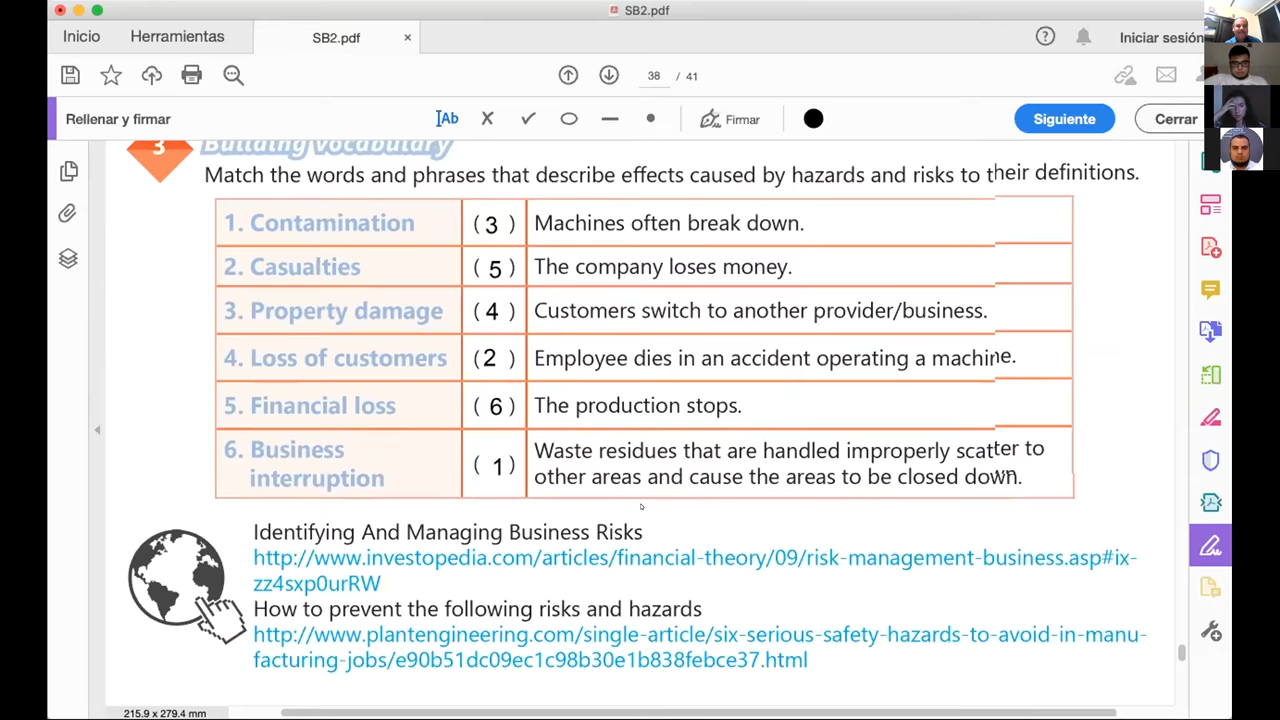 SB2.pdf
Inicio Herramientas SB2.pdf × Iniciar sesión
38 / 41
Rellenar y firmar Ab Firmar Siguiente Cerrar
3 Building Vocabulary
Match the words and phrases that describe effects caused by hazards and risks to their definitions.
1. Contamination (3) Machines often break down.
2. Casualties (5) The company loses money.
3. Property damage (4) Customers switch to another provider/business.
4. Loss of customers (2) Employee dies in an accident operating a machine.
5. Financial loss (6) The production stops.
6. Business interruption (1) Waste residues that are handled improperly scatter to
other areas and cause the areas to be closed down.
Identifying And Managing Business Risks
http://www.investopedia.com/articles/financial-theory/09/risk-management-business.asp#ix-
zz4sxp0urRW
How to prevent the following risks and hazards
http://www.plantengineering.com/single-article/six-serious-safety-hazards-to-avoid-in-manu-
facturing-jobs/e90b51dc09ec1c98b30e1b838febce37.html
215.9 x 279.4 mm